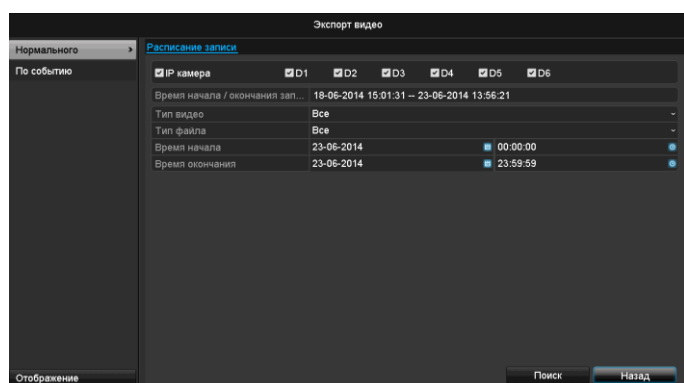 Экспорт видео
Нормального
Расписание записи
По событию
IP камера D1 D2 D3 D4 D5 D6
Время начала / окончания зап... 18-06-2014 15:01:31 -- 23-06-2014 13:56:21
Тип видео Все
Тип файла Все
Время начала 23-06-2014 00:00:00
Время окончания 23-06-2014 23:59:59
Отображение Поиск Назад